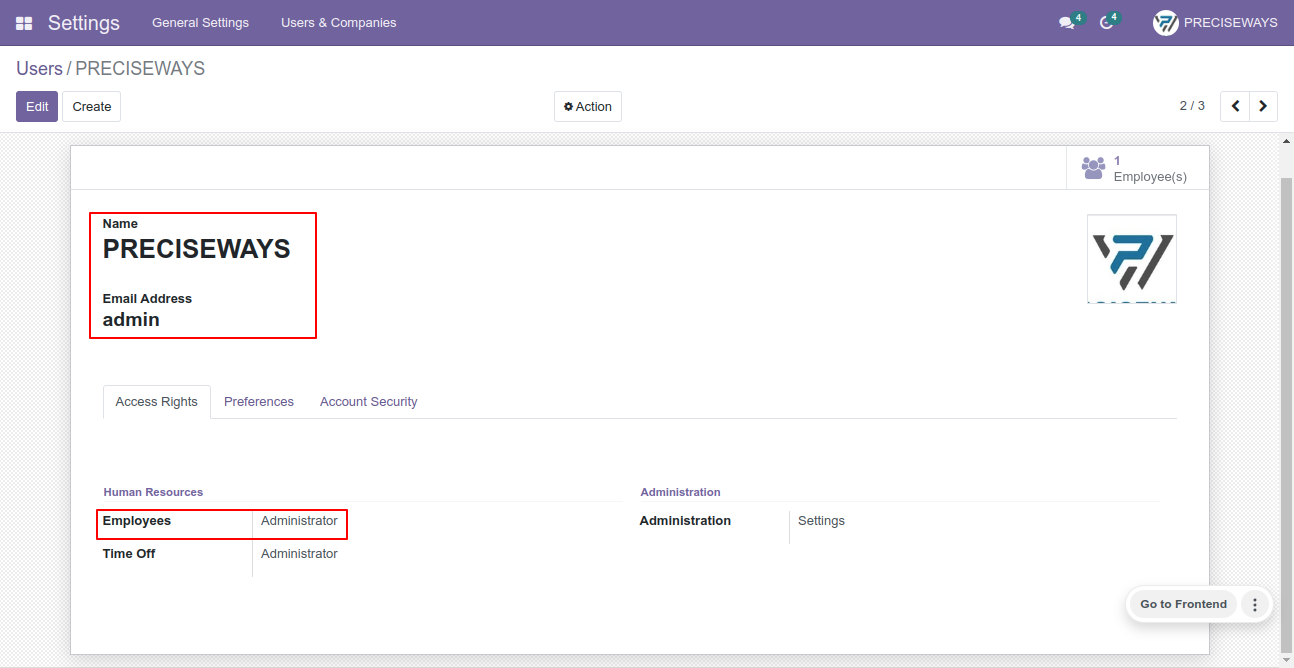 Settings General Settings Users & Companies 4 4 PRECISEWAYS
Users / PRECISEWAYS
Edit Create Action 2 / 3
1
Employee(s)
Name
PRECISEWAYS
Email Address
admin
Access Rights Preferences Account Security
Human Resources Administration
Employees Administrator Administration Settings
Time Off Administrator
Go to Frontend